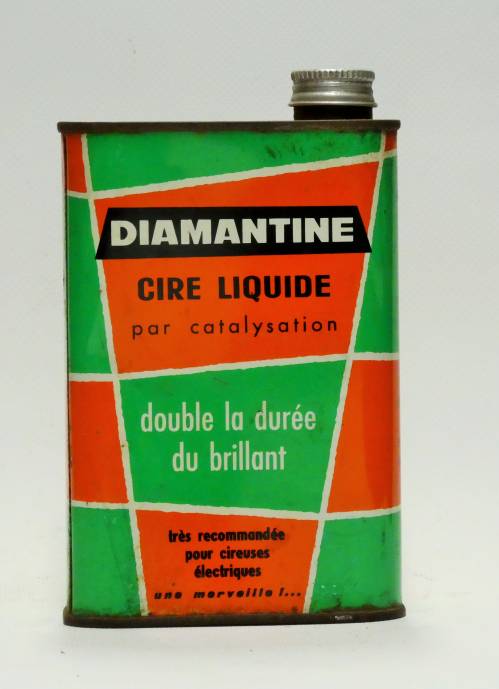 DIAMANTINE
CIRE LIQUIDE
par catalysation
double la durée
du brillant
très recommandée
pour cireuses
électriques
une merveille!...